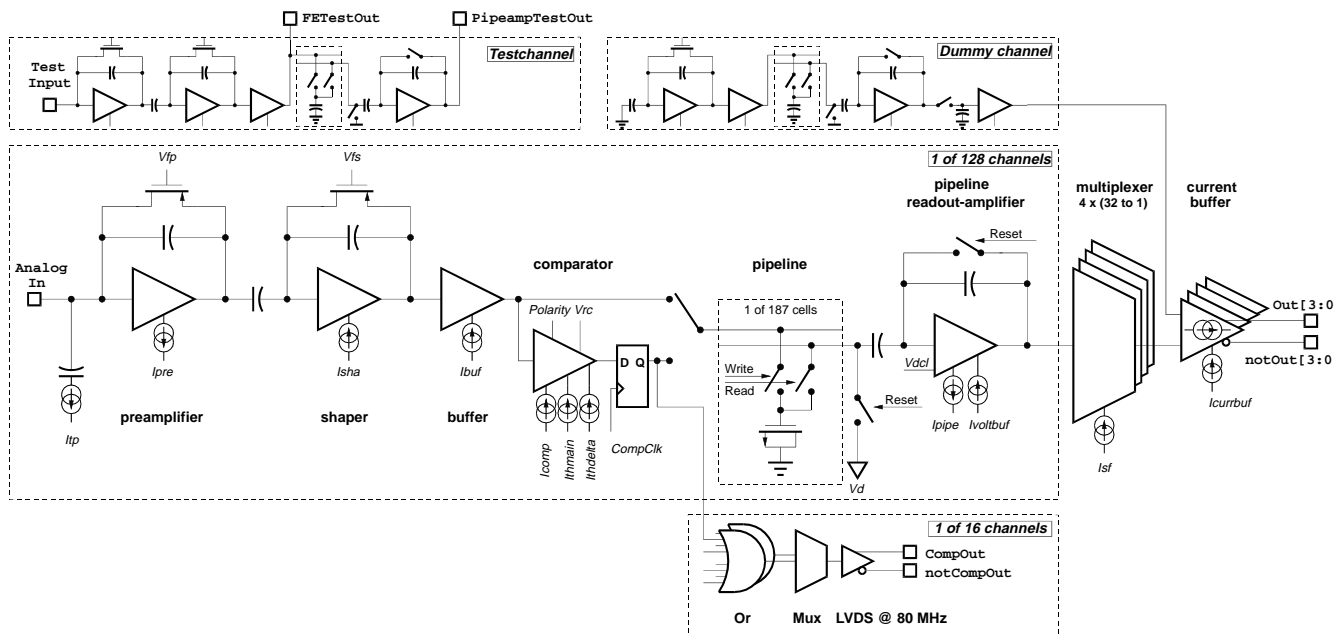 FETestOut
PipeampTestOut
Testchannel
Dummy channel
Test
Input
1 of 128 channels
Vfp
Vfs
pipeline
readout-amplifier
multiplexer
4 x (32 to 1)
current
buffer
Reset
Analog
In
comparator
pipeline
Polarity Vrc
1 of 187 cells
Out[3:0
notOut[3:0
D Q
Vdcl
Write
Read
Ipre
Isha
Ibuf
Reset
Icurrbuf
preamplifier
shaper
buffer
Ipipe
Ivoltbuf
Itp
CompClk
Icomp
Ithmain
Ithdelta
Isf
Vd
1 of 16 channels
CompOut
notCompOut
Or
Mux
LVDS @ 80 MHz